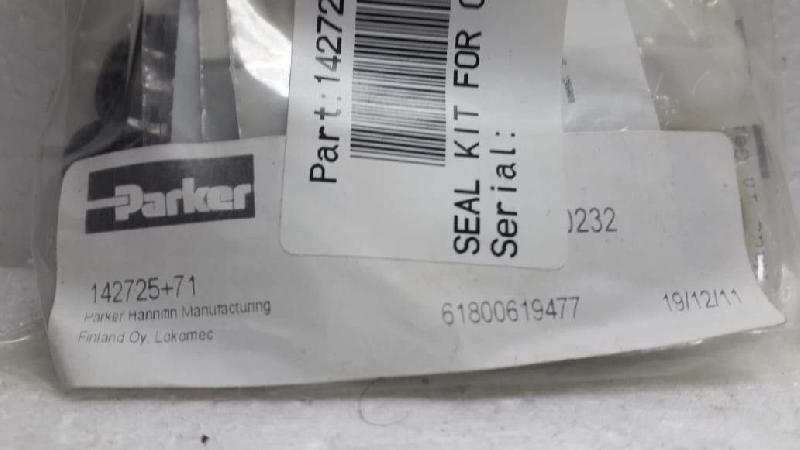 Parker
142725+71
Parker Hannifin Manufacturing
Finland Oy. Lokomec
0232
61800619477
19/12/11
Part:14272
SEAL KIT FOR
Serial: